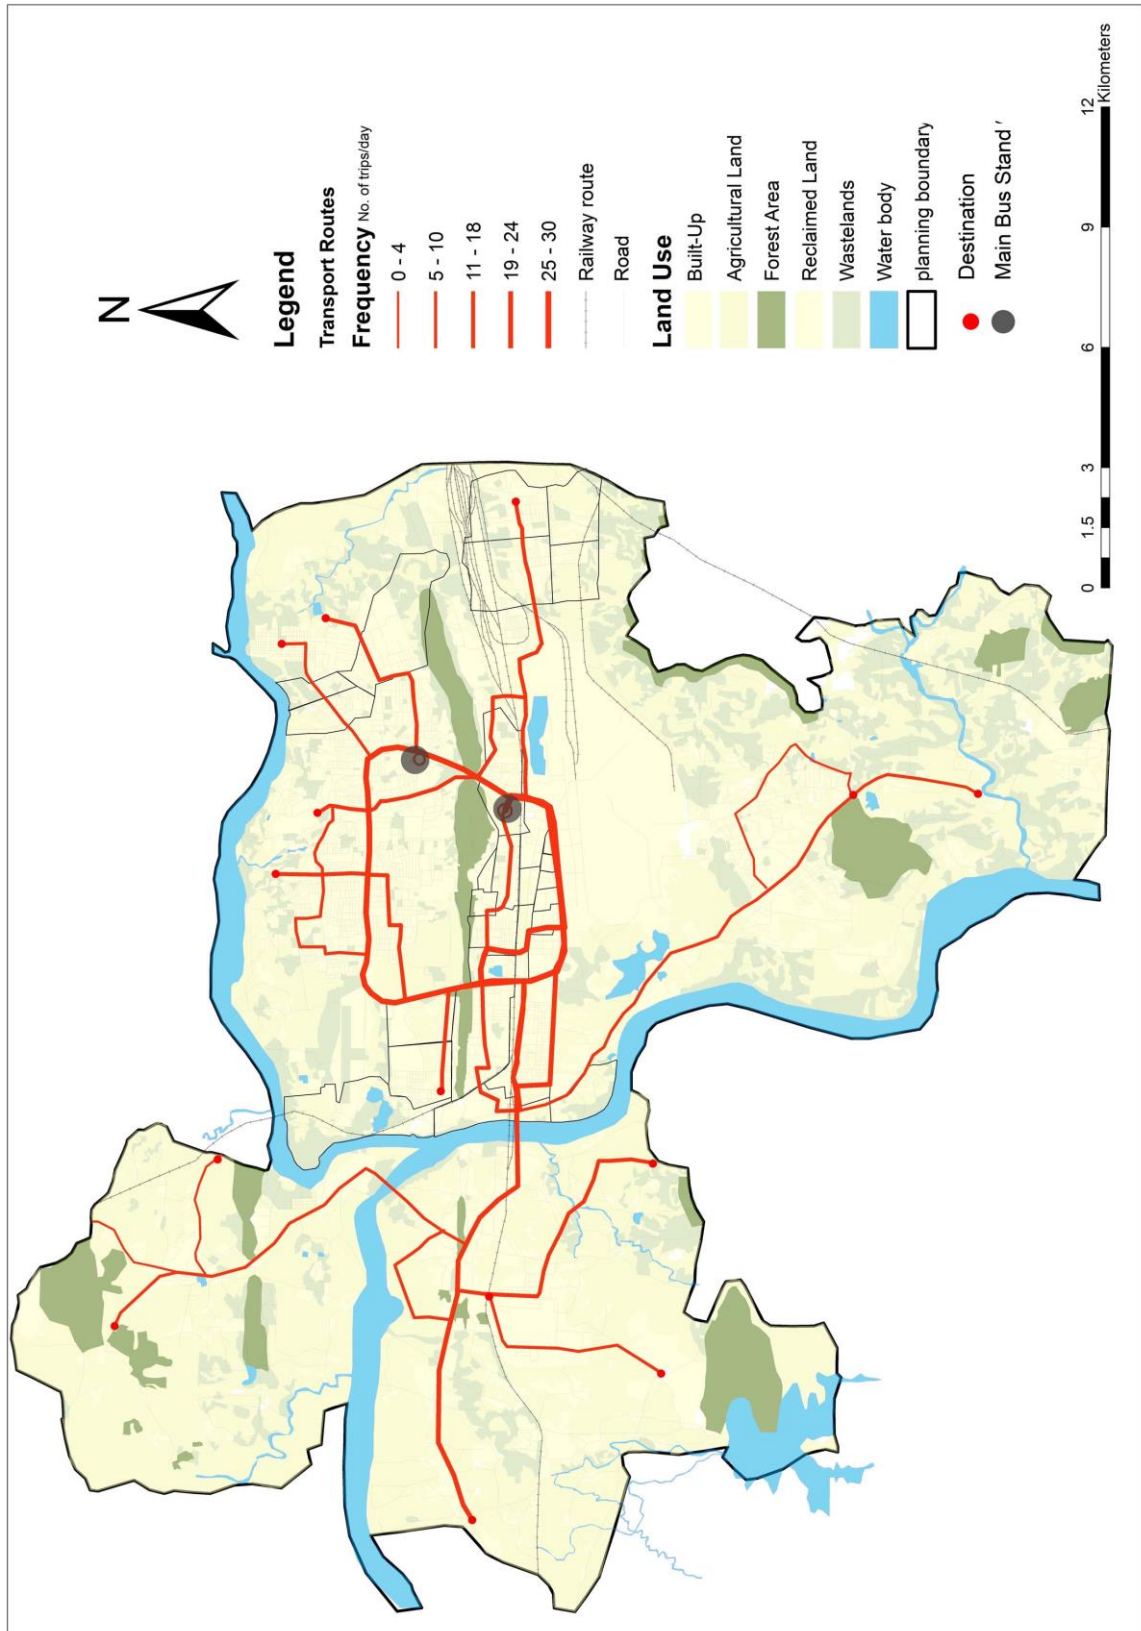 N
Legend
Transport Routes
Frequency No. of trips/day
0 - 4
5 - 10
11 - 18
19 - 24
25 - 30
Railway route
Road
Land Use
Built-Up
Agricultural Land
Forest Area
Reclaimed Land
Wastelands
Water body
planning boundary
Destination
Main Bus Stand '
0 1.5 3 6 9 12
Kilometers